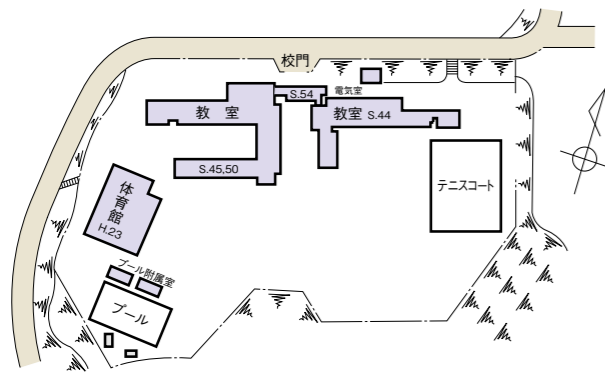 校門
S.54
電気室
教 室
教室 S.44
S.45,50
テニスコート
体育館
H.23
プール附属室
プール